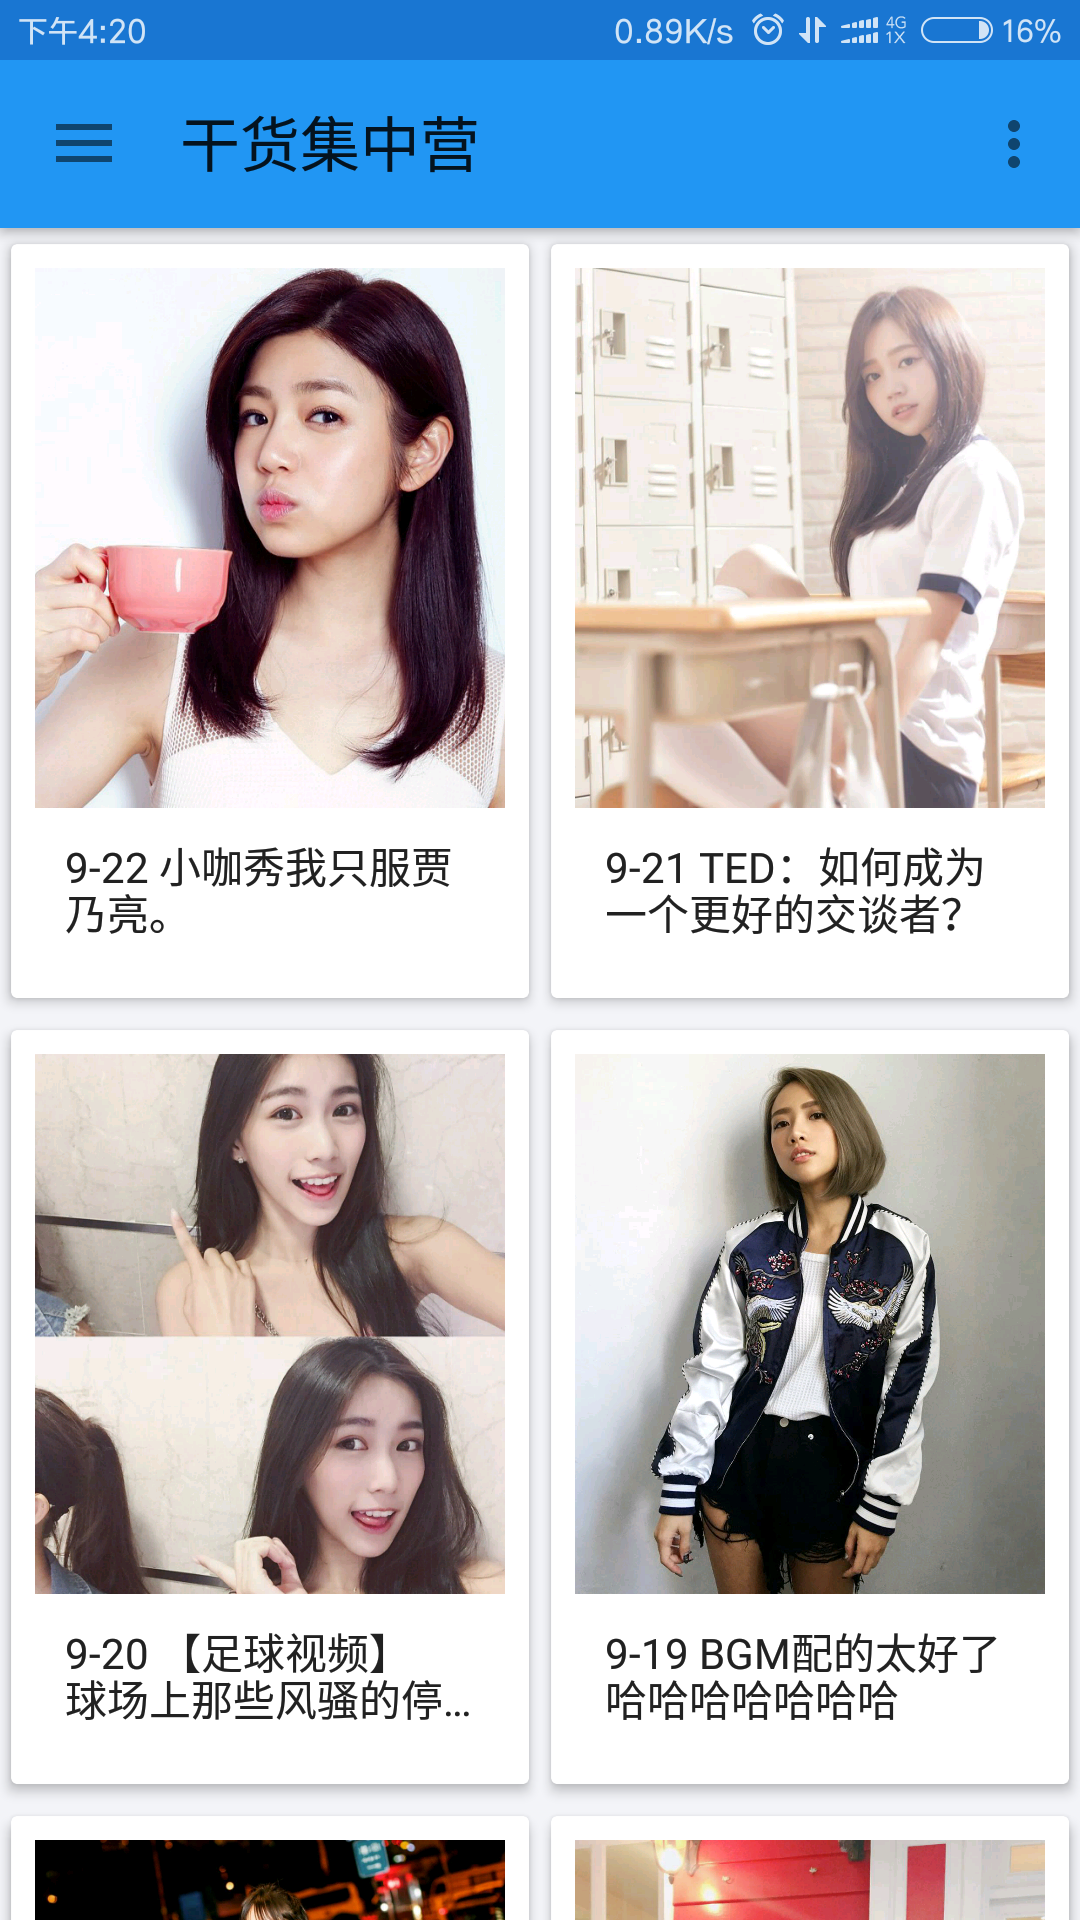 下午4:20
0.89K/s
4G
1X
16%
干货集中营
9-22 小咖秀我只服贾
乃亮。
9-21 TED：如何成为
一个更好的交谈者？
9-20 【足球视频】
球场上那些风骚的停...
9-19 BGM配的太好了
哈哈哈哈哈哈哈